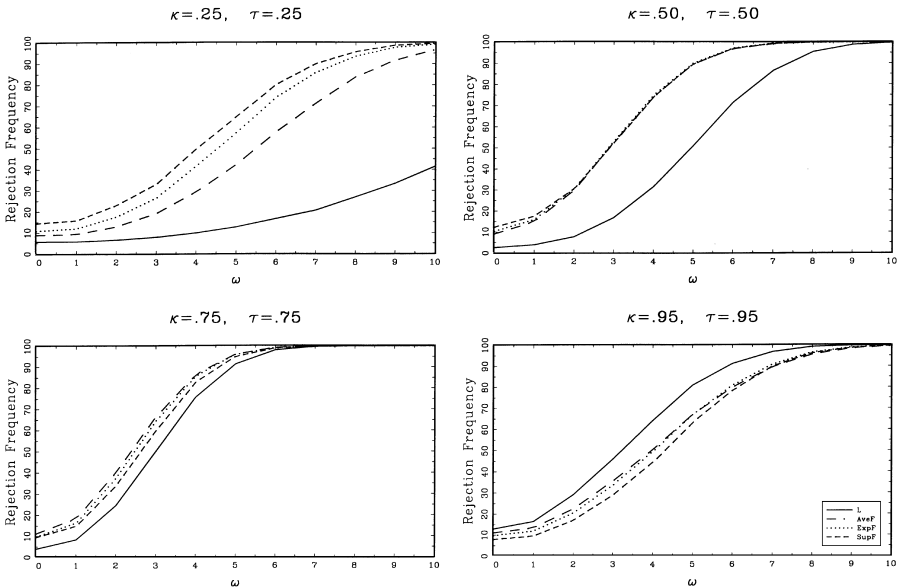 κ=.25, τ=.25
Rejection Frequency
0 10 20 30 40 50 60 70 80 90 100
0 1 2 3 4 5 6 7 8 9 10
ω
κ=.50, τ=.50
Rejection Frequency
0 10 20 30 40 50 60 70 80 90 100
0 1 2 3 4 5 6 7 8 9 10
ω
κ=.75, τ=.75
Rejection Frequency
0 10 20 30 40 50 60 70 80 90 100
0 1 2 3 4 5 6 7 8 9 10
ω
κ=.95, τ=.95
Rejection Frequency
0 10 20 30 40 50 60 70 80 90 100
0 1 2 3 4 5 6 7 8 9 10
ω
L
AveF
ExpF
SupF